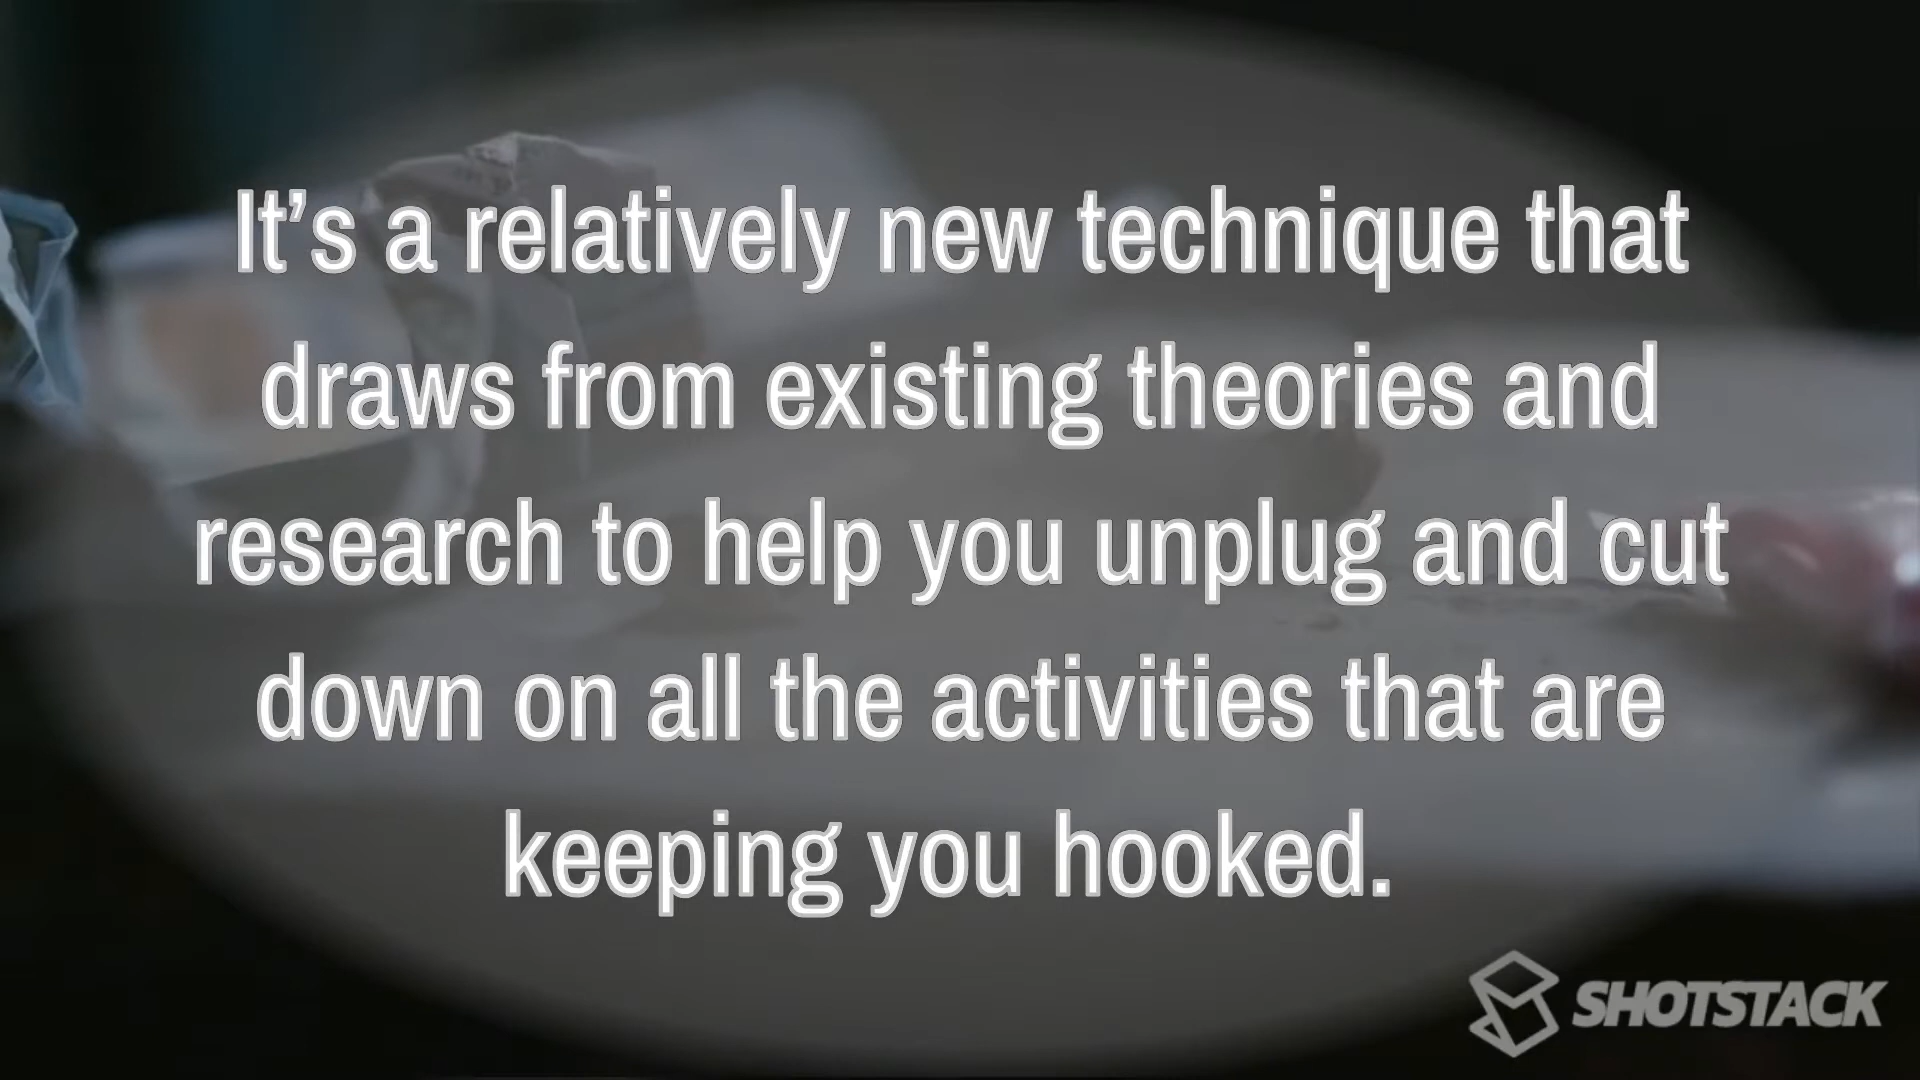 It’s a relatively new technique that
draws from existing theories and
research to help you unplug and cut
down on all the activities that are
keeping you hooked.
SHOTSTACK